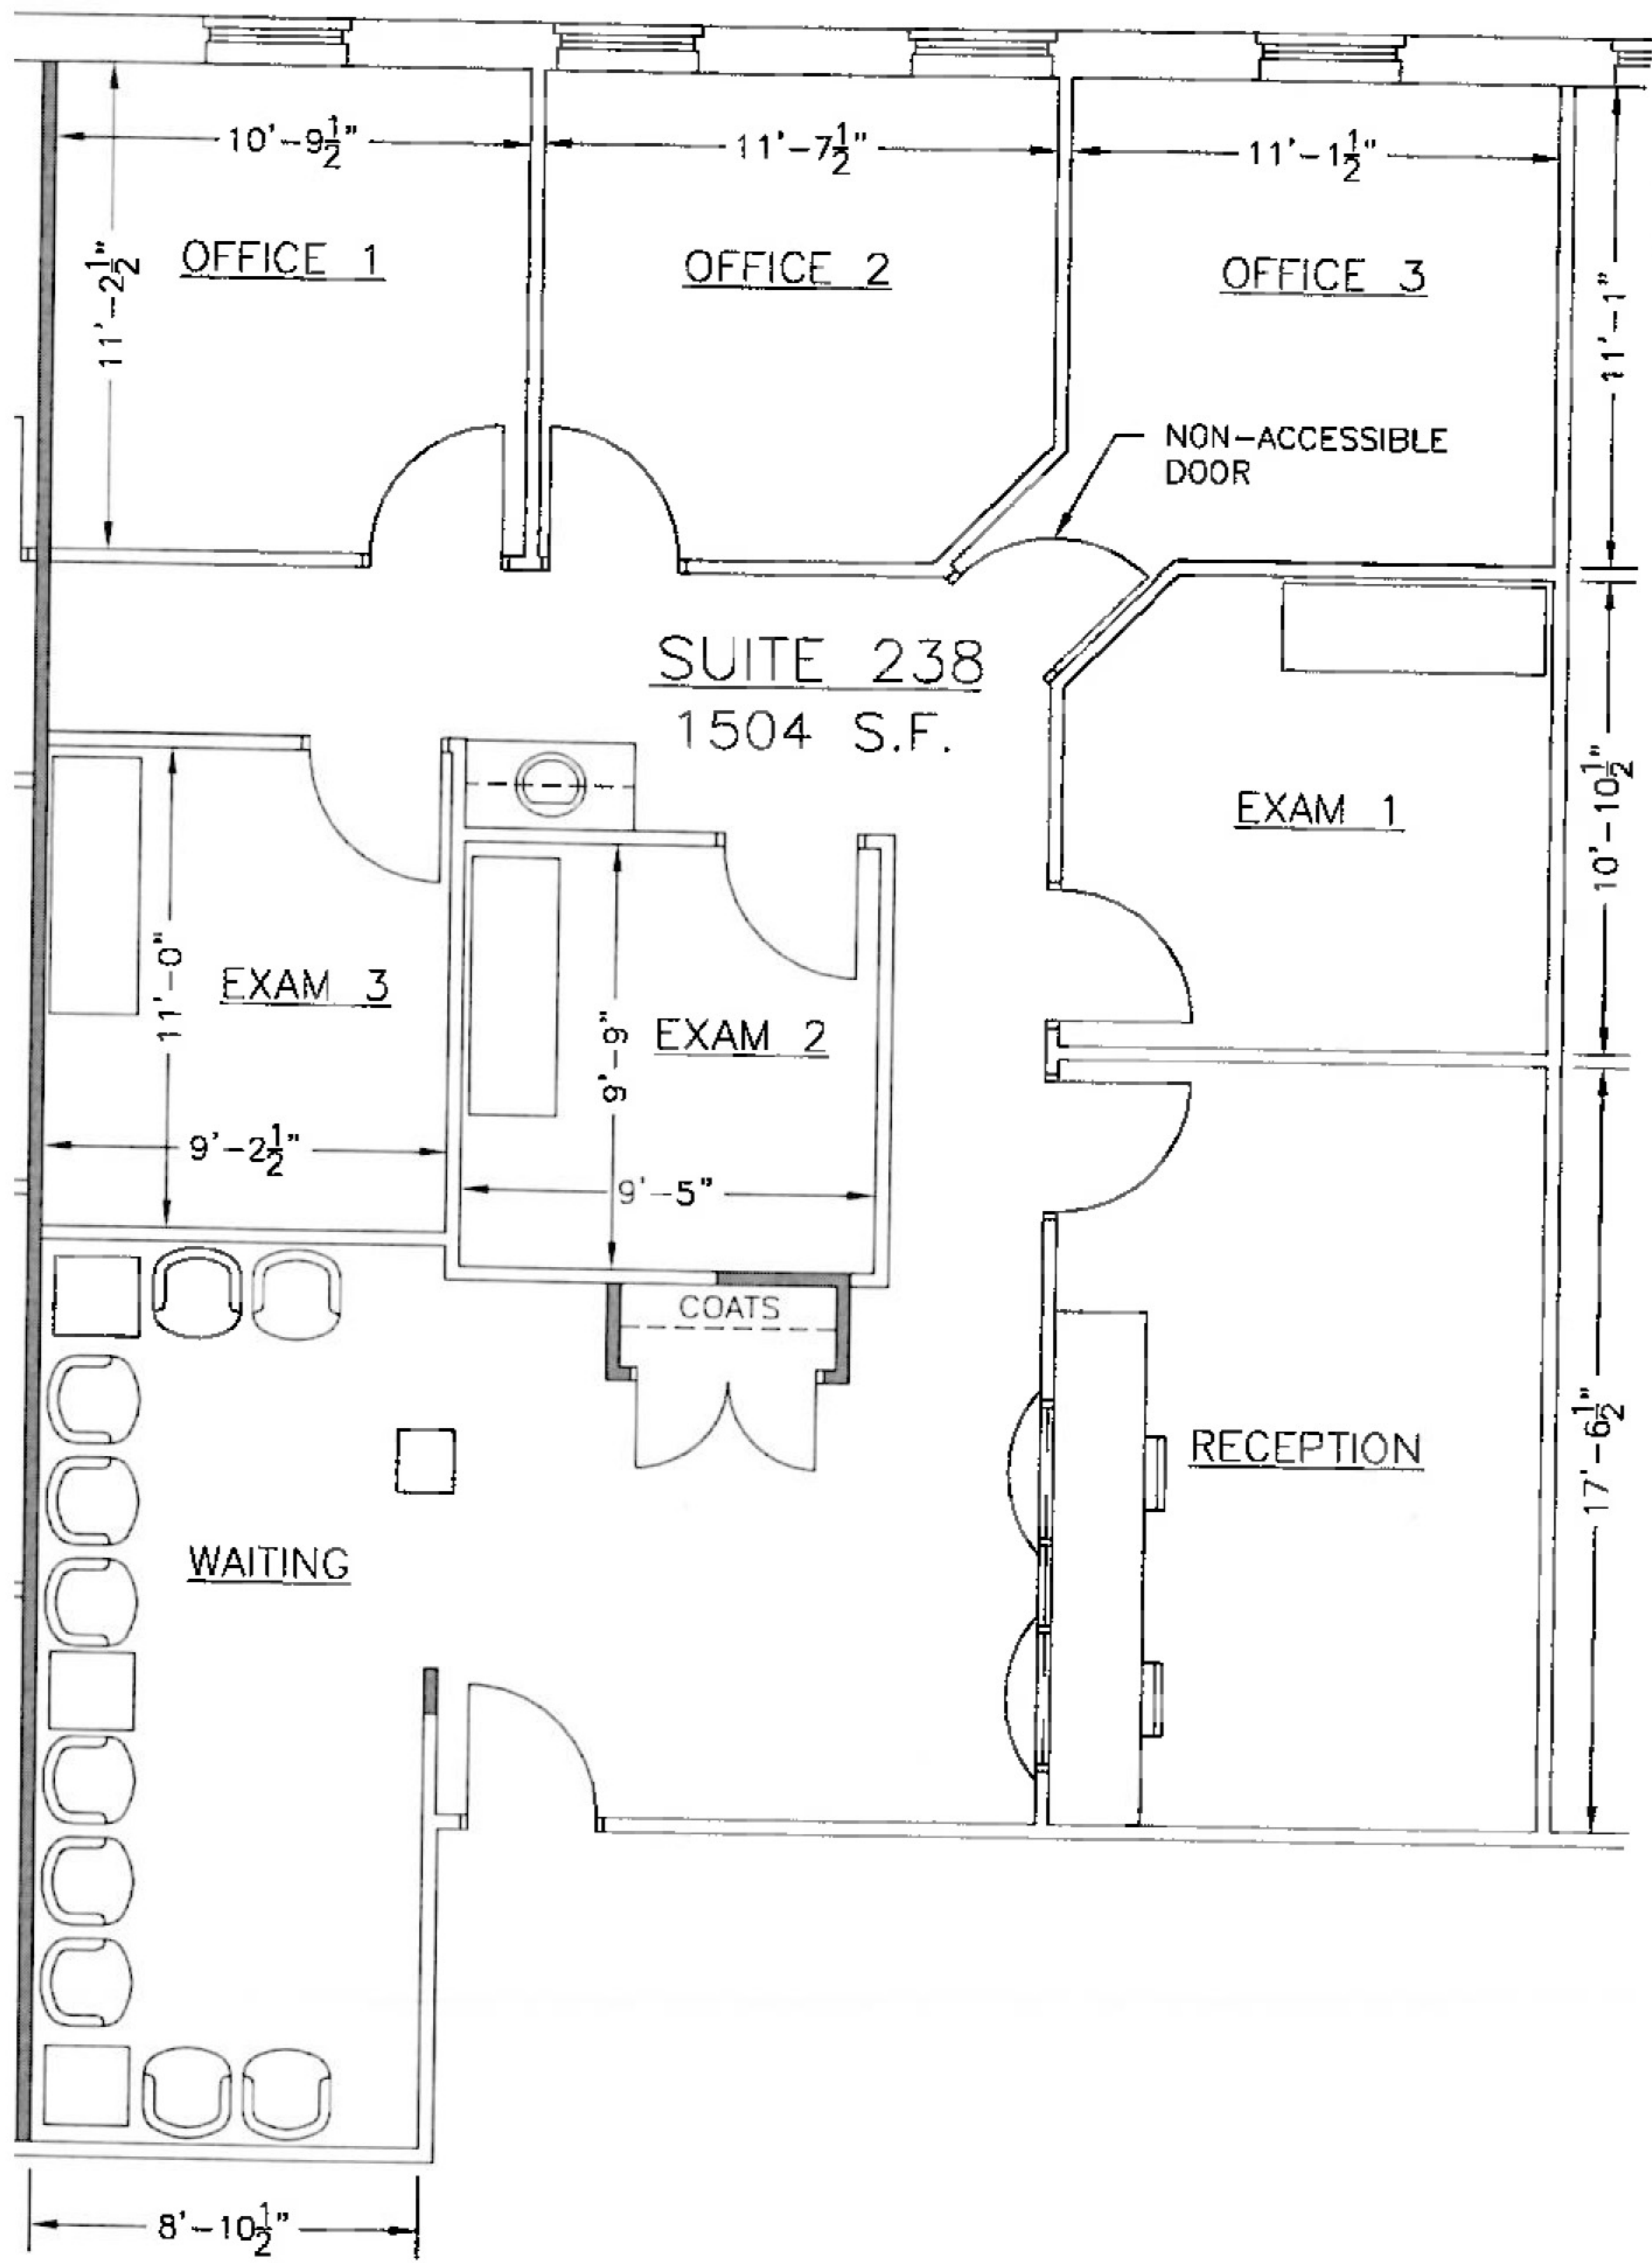 10'-9½"
11'-7½"
11'-1½"
11'-2½"
OFFICE 1
OFFICE 2
OFFICE 3
11'-1"
NON-ACCESSIBLE
DOOR
SUITE 238
1504 S.F.
EXAM 1
10'-10½"
EXAM 3
11'-0"
EXAM 2
9'-9"
9'-2½"
9'-5"
COATS
RECEPTION
17'-6½"
WAITING
8'-10½"